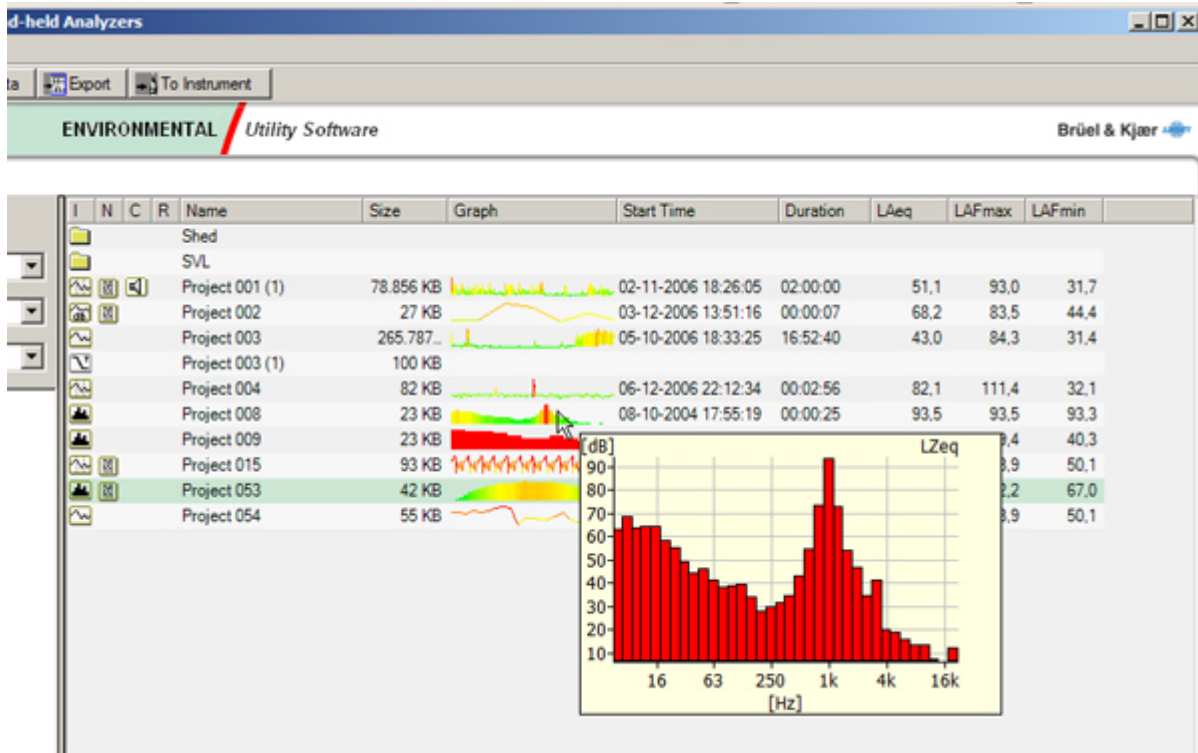 d-held Analyzers
ta Export To Instrument
ENVIRONMENTAL Utility Software Brüel & Kjær
I N C R Name Size Graph Start Time Duration LAeq LAFmax LAFmin
Shed
SVL
Project 001 (1) 78.856 KB 02-11-2006 18:26:05 02:00:00 51,1 93,0 31,7
Project 002 27 KB 03-12-2006 13:51:16 00:00:07 68,2 83,5 44,4
Project 003 265.787... 05-10-2006 18:33:25 16:52:40 43,0 84,3 31,4
Project 003 (1) 100 KB
Project 004 82 KB 06-12-2006 22:12:34 00:02:56 82,1 111,4 32,1
Project 008 23 KB 08-10-2004 17:55:19 00:00:25 93,5 93,5 93,3
Project 009 23 KB 9,4 40,3
Project 015 93 KB 3,9 50,1
Project 053 42 KB 2,2 67,0
Project 054 55 KB 3,9 50,1
[dB] LZeq
90
80
70
60
50
40
30
20
10
16 63 250 1k 4k 16k
[Hz]